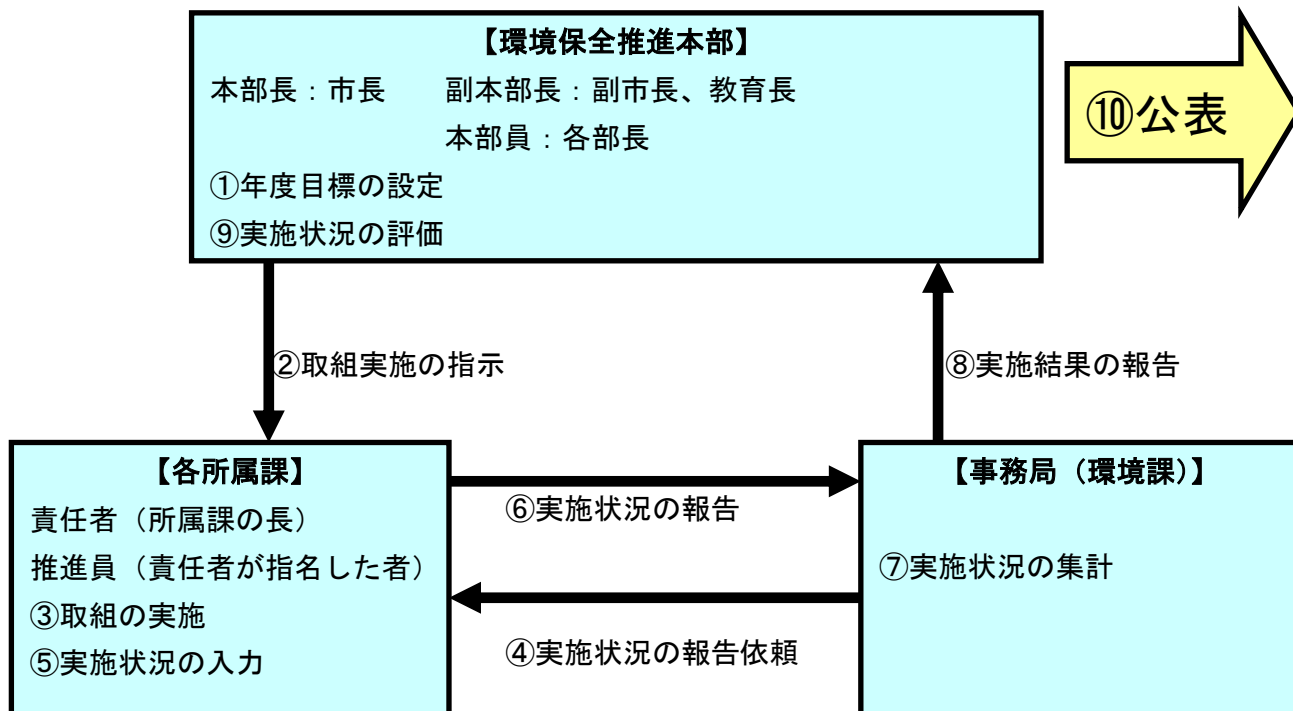 【環境保全推進本部】
本部長：市長　　副本部長：副市長、教育長
本部員：各部長
①年度目標の設定
⑨実施状況の評価
⑩公表
②取組実施の指示
⑧実施結果の報告
【各所属課】
責任者（所属課の長）
推進員（責任者が指名した者）
③取組の実施
⑤実施状況の入力
⑥実施状況の報告
④実施状況の報告依頼
【事務局（環境課）】
⑦実施状況の集計